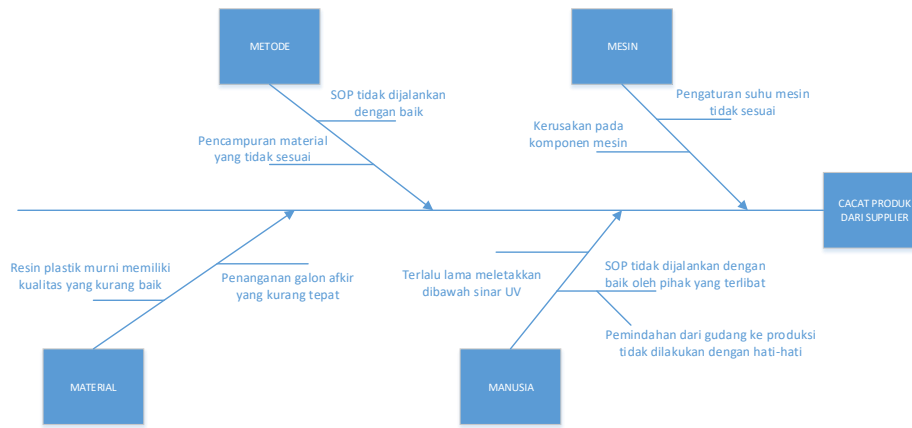 METODE
MESIN
SOP tidak dijalankan
dengan baik
Pengaturan suhu mesin
tidak sesuai
Pencampuran material
yang tidak sesuai
Kerusakan pada
komponen mesin
CACAT PRODUK
DARI SUPPLIER
Resin plastik murni memiliki
kualitas yang kurang baik
Penanganan galon afkir
yang kurang tepat
Terlalu lama meletakkan
dibawah sinar UV
SOP tidak dijalankan dengan
baik oleh pihak yang terlibat
Pemindahan dari gudang ke produksi
tidak dilakukan dengan hati-hati
MATERIAL
MANUSIA